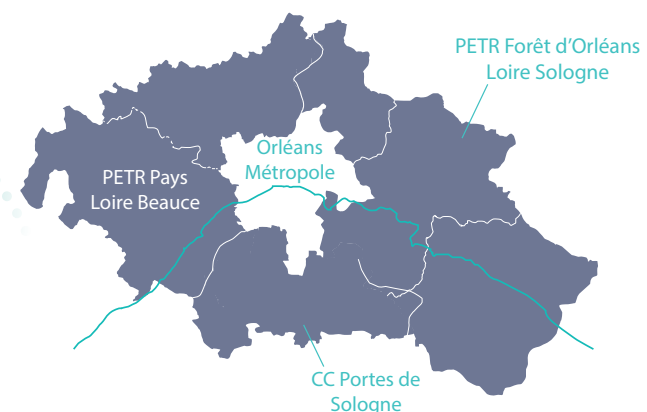 PETR Forêt d’Orléans
Loire Sologne
Orléans
Métropole
PETR Pays
Loire Beauce
CC Portes de
Sologne